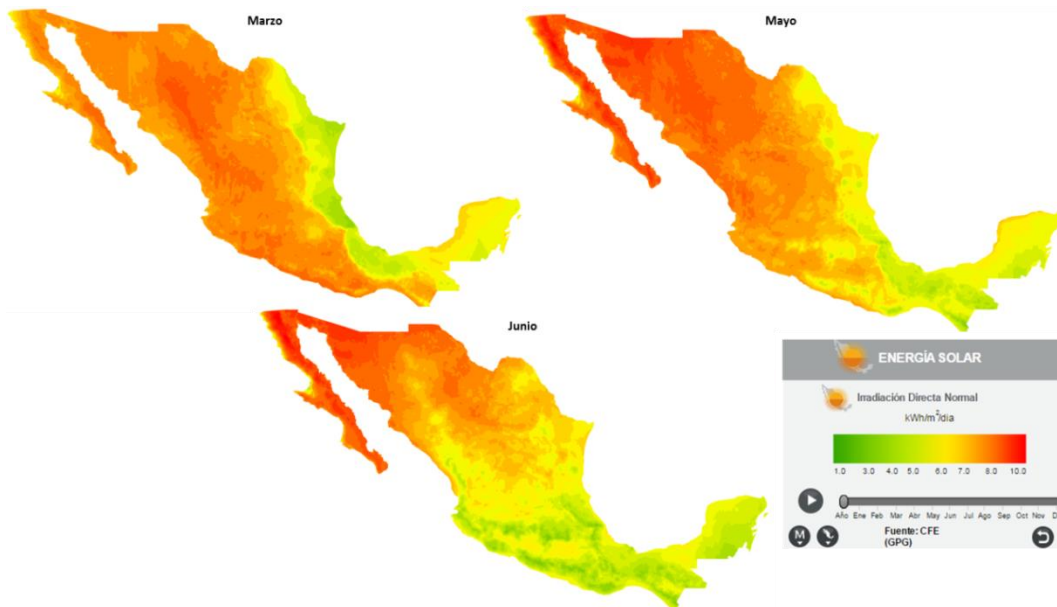 Marzo
Mayo
Junio
ENERGÍA SOLAR
Irradiación Directa Normal
kWh/m²/dia
1.0 3.0 4.0 5.0 6.0 7.0 8.0 10.0
Año Ene Feb Mar Abr May Jun Jul Ago Sep Oct Nov D
M
Fuente: CFE
(GPG)